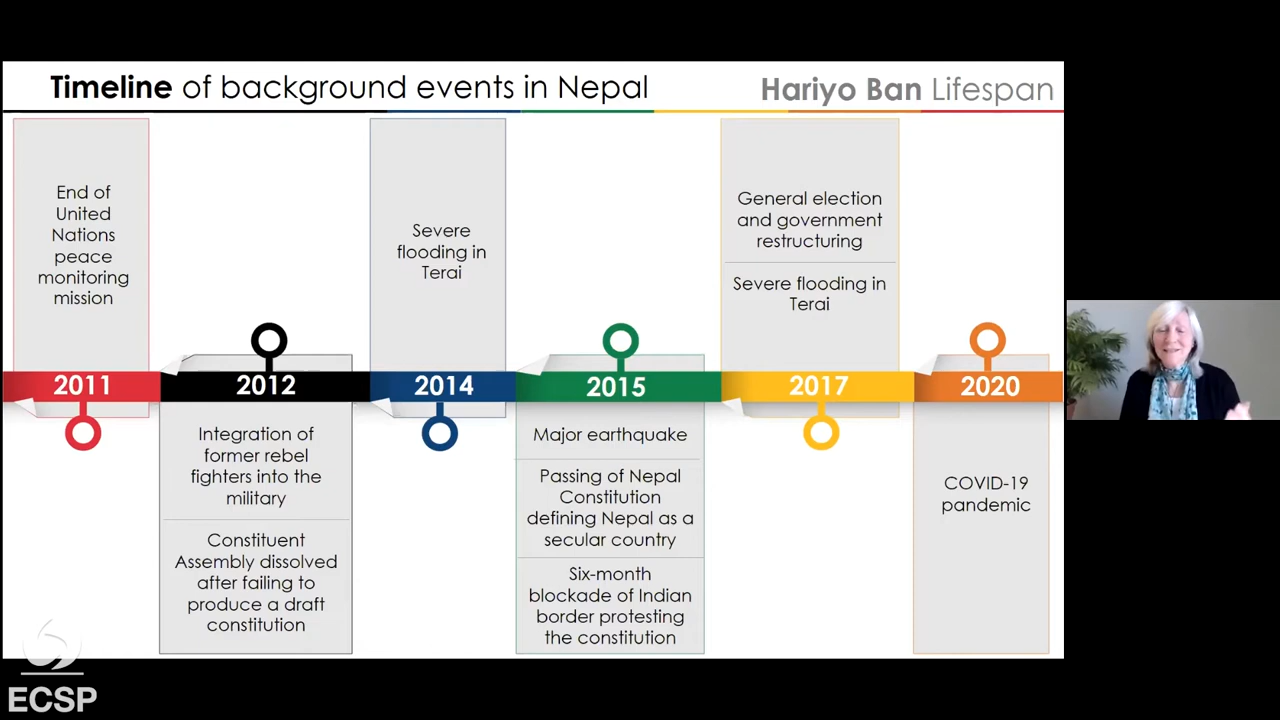 Timeline of background events in Nepal
Hariyo Ban Lifespan
End of
United
Nations
peace
monitoring
mission
2011
2012
Integration of
former rebel
fighters into the
military
Constituent
Assembly dissolved
after failing to
produce a draft
constitution
Severe
flooding in
Terai
2014
2015
Major earthquake
Passing of Nepal
Constitution
defining Nepal as a
secular country
Six-month
blockade of Indian
border protesting
the constitution
General election
and government
restructuring
Severe flooding in
Terai
2017
2020
COVID-19
pandemic
ECSP